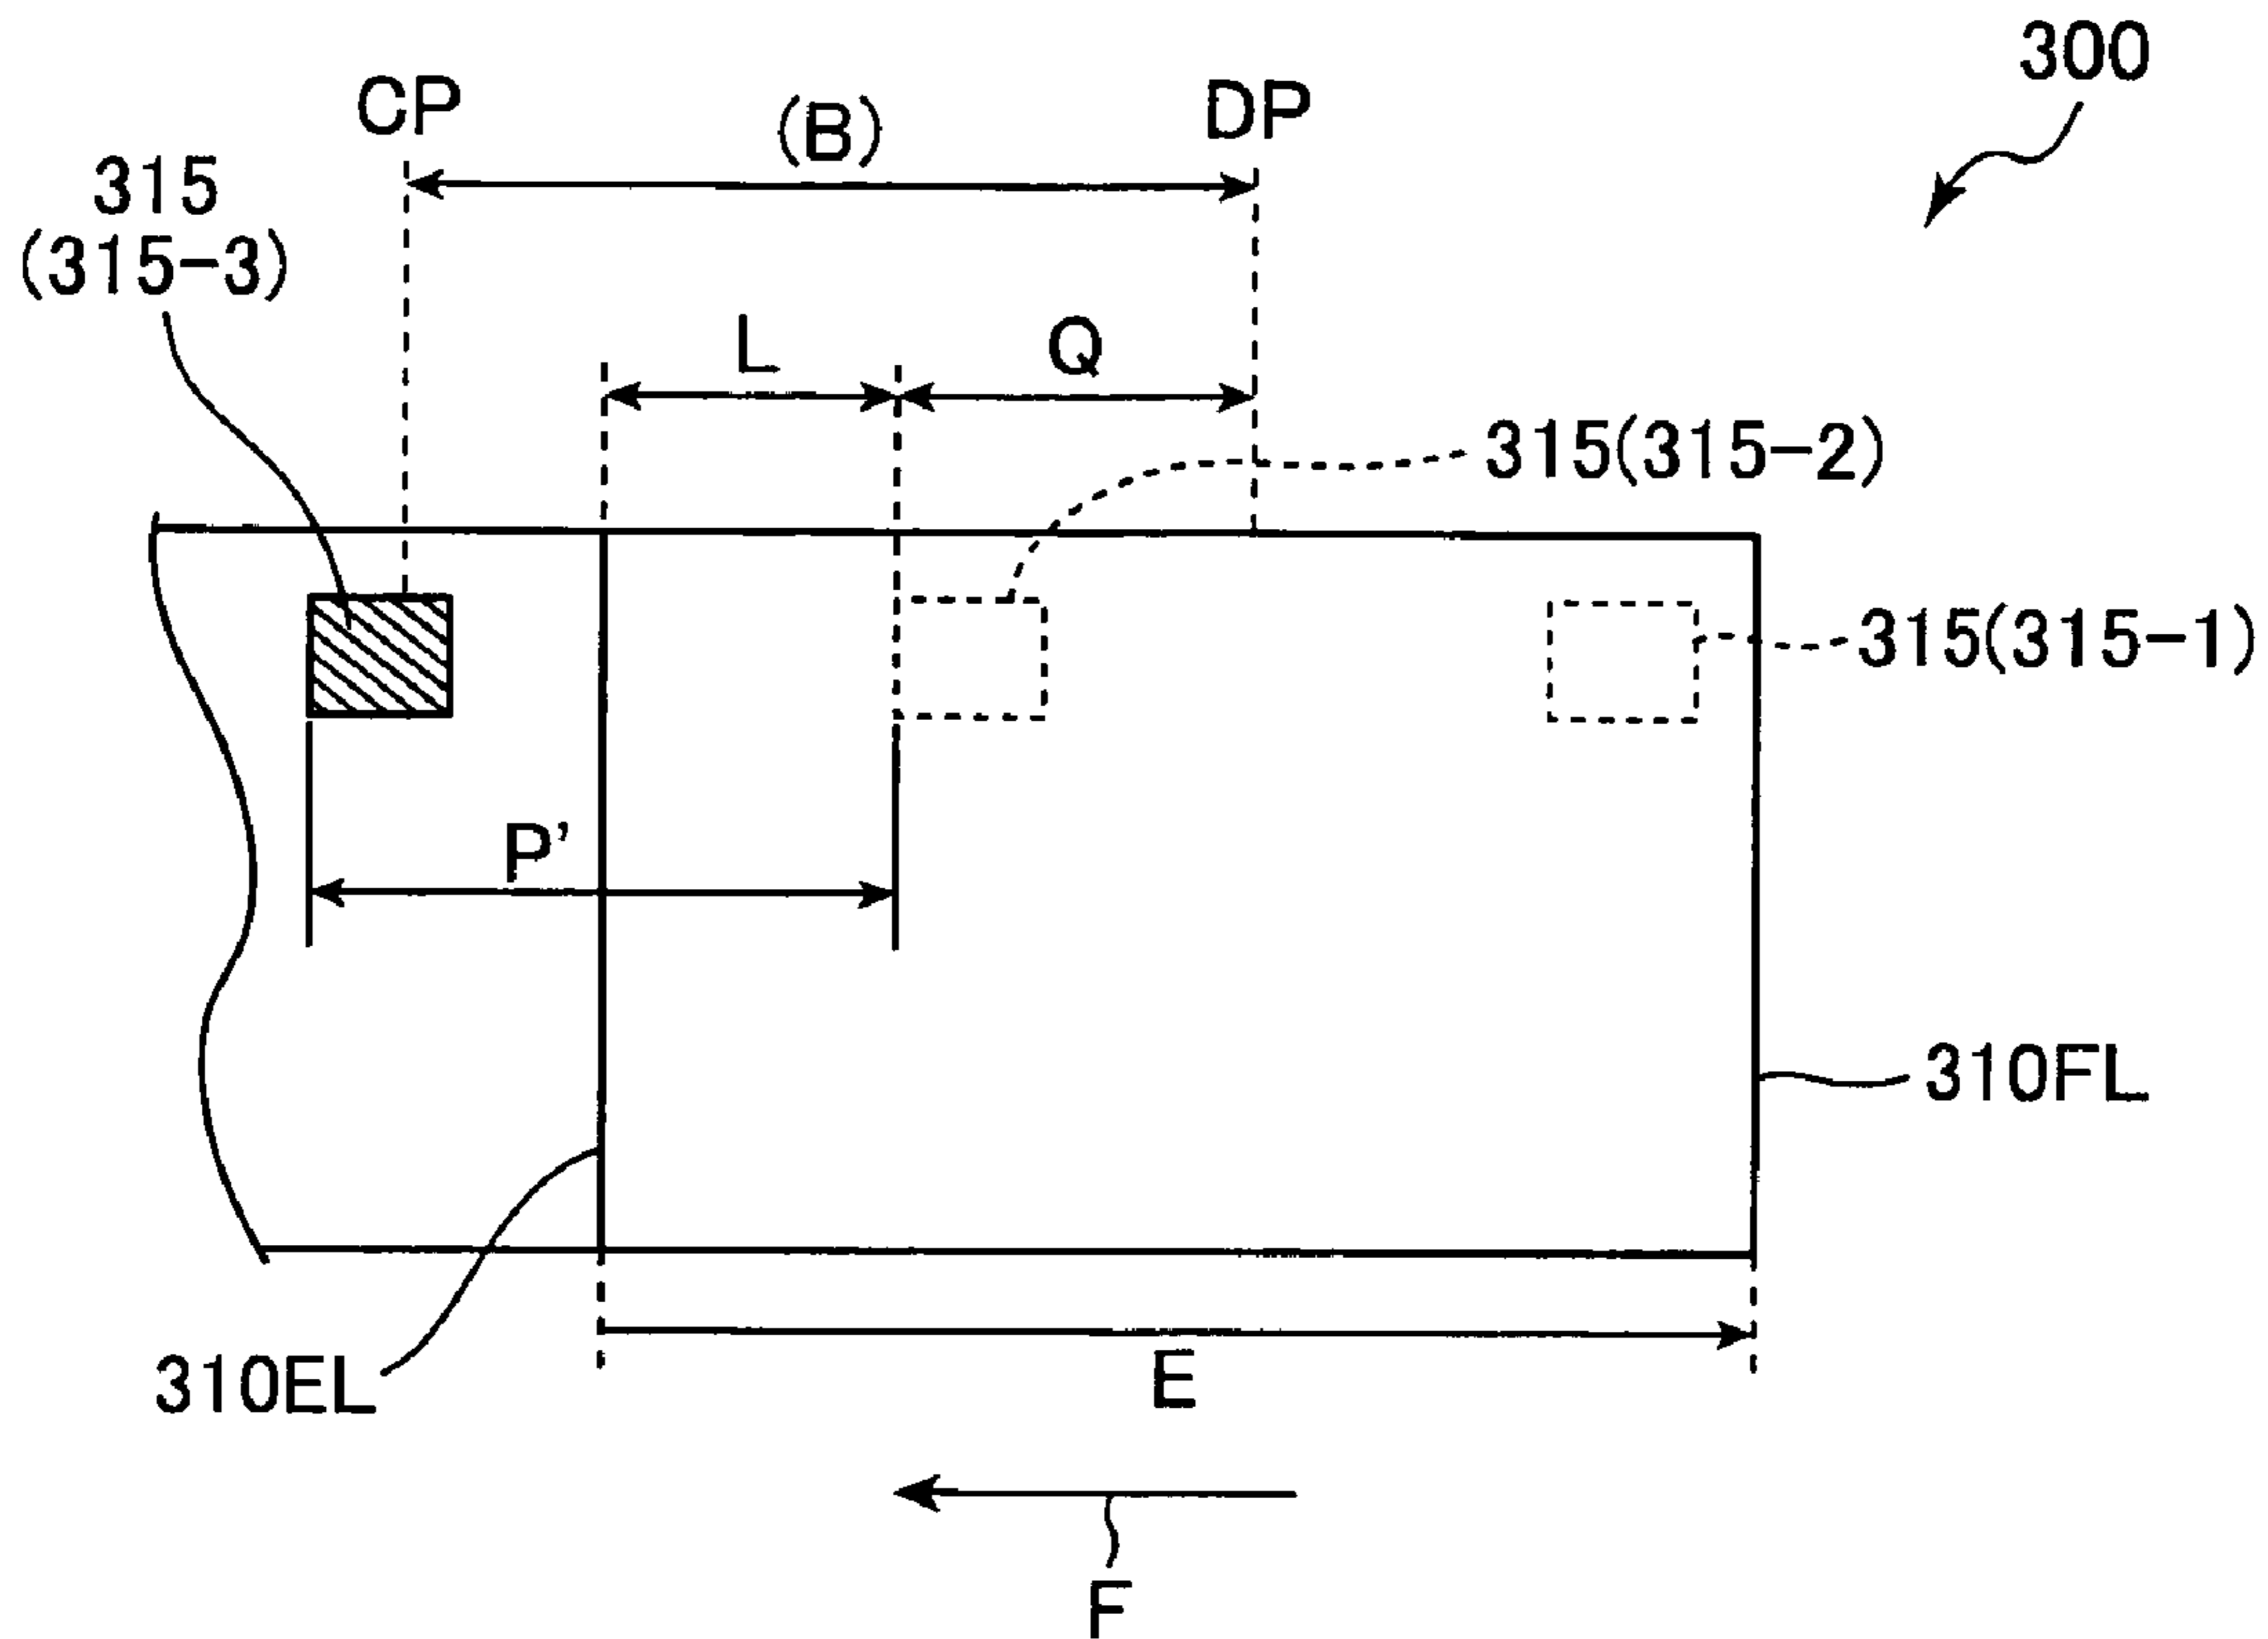 300
CP
(B)
DP
315
(315-3)
L
Q
315(315-2)
315(315-1)
P'
310FL
310EL
E
F